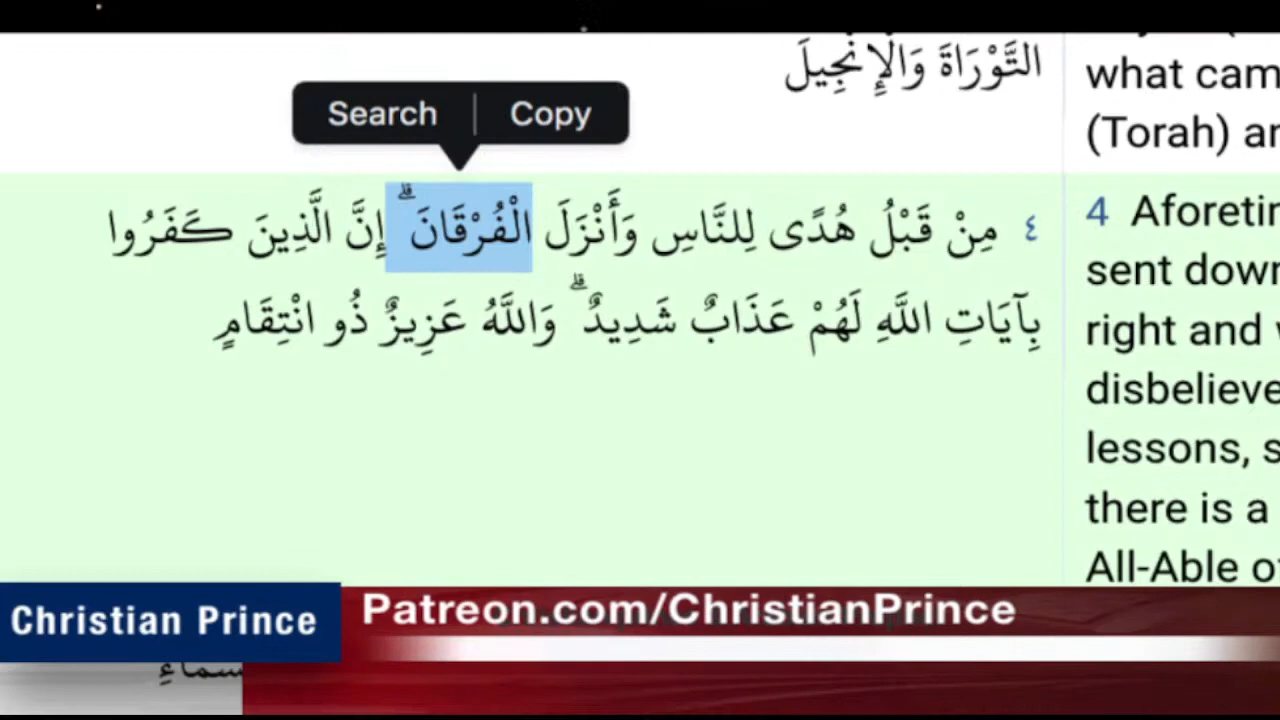 التَّوْرَاةَ وَالْإِنْجِيلَ
what cam
(Torah) ar
Search
Copy
٤ مِنْ قَبْلُ هُدًى لِلنَّاسِ وَأَنْزَلَ الْفُرْقَانَ ۗ إِنَّ الَّذِينَ كَفَرُوا
بِآيَاتِ اللَّهِ لَهُمْ عَذَابٌ شَدِيدٌ ۗ وَاللَّهُ عَزِيزٌ ذُو انْتِقَامٍ
4 Aforetin
sent down
right and
disbelieve
lessons, s
there is a
All-Able o
Christian Prince
Patreon.com/ChristianPrince